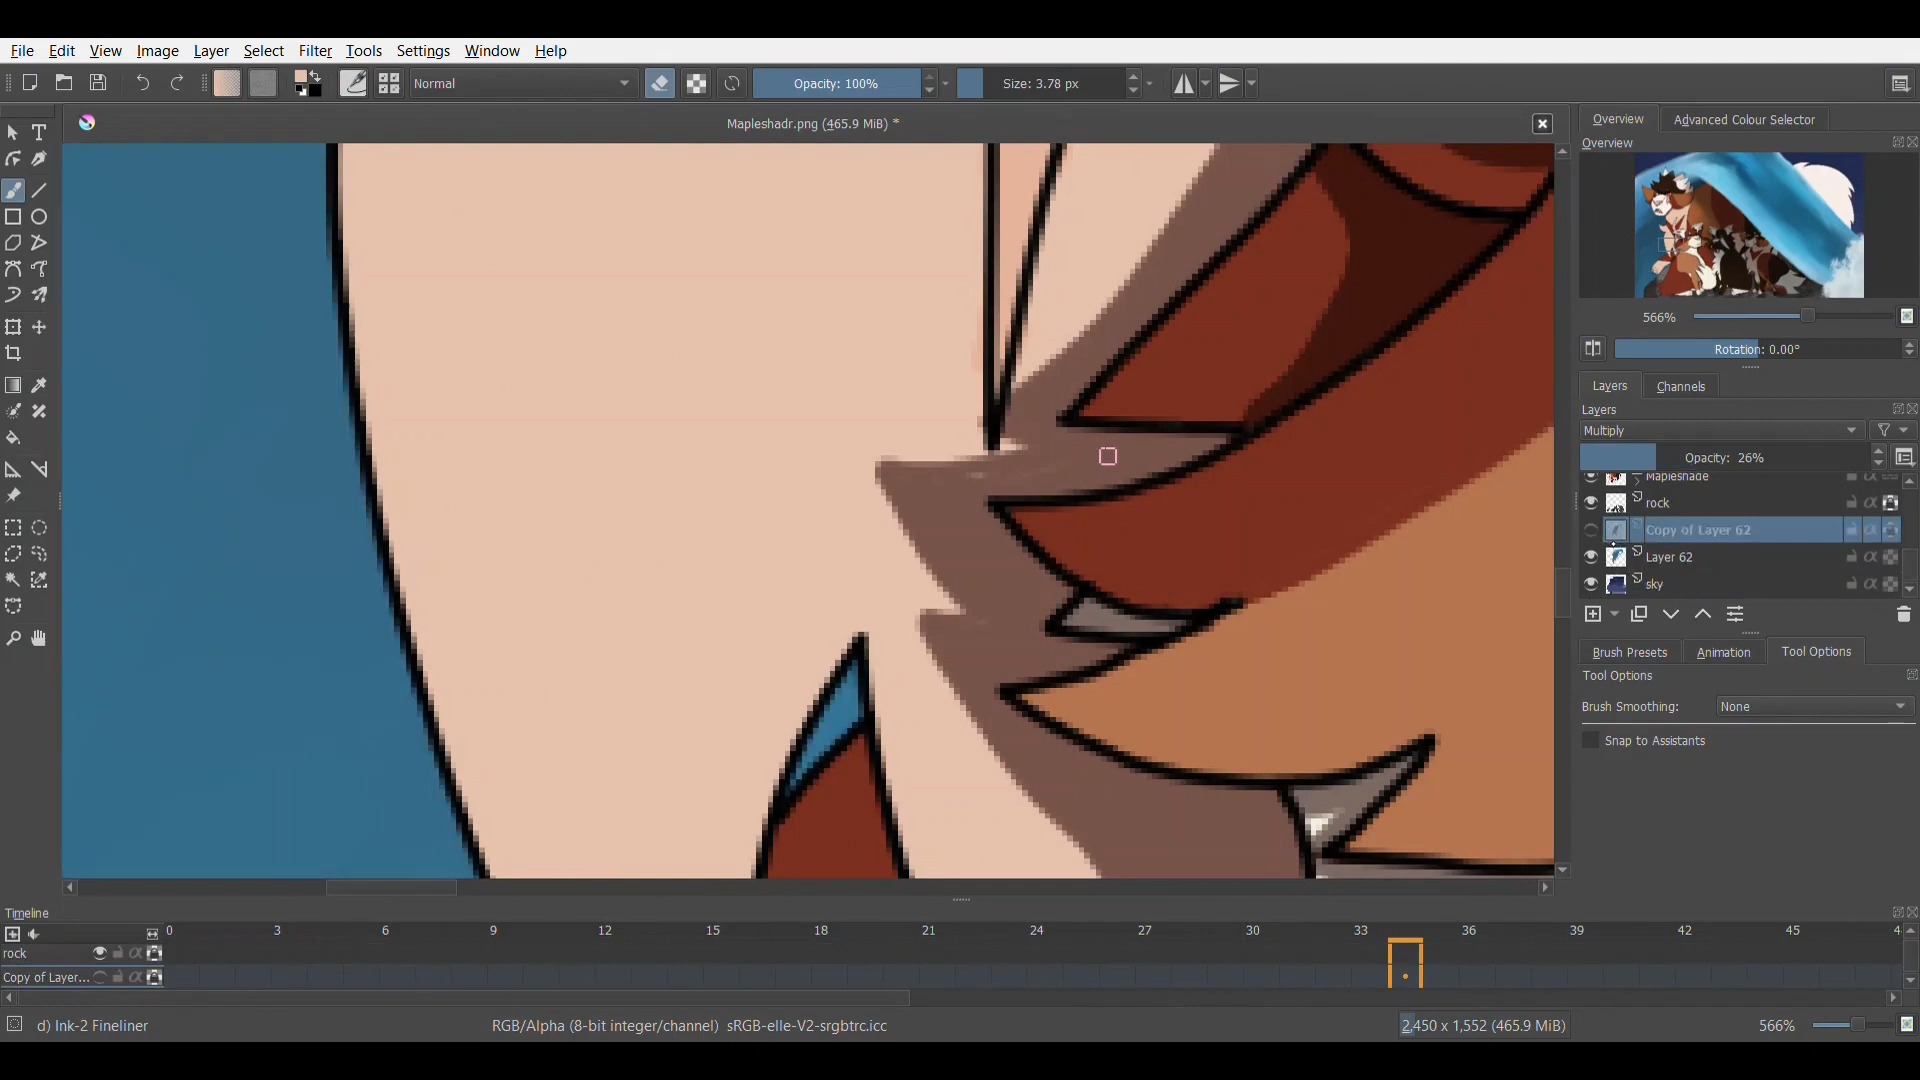 File Edit View Image Layer Select Filter Tools Settings Window Help
Normal Opacity: 100% Size: 3.78 px
Mapleshadr.png (465.9 MiB) *
Overview Advanced Colour Selector
Overview
566%
Rotation: 0.00°
Layers Channels
Layers
Multiply
Opacity: 26%
Mapleshade
rock
Copy of Layer 62
Layer 62
sky
Brush Presets Animation Tool Options
Tool Options
Brush Smoothing: None
Snap to Assistants
Timeline
0 3 6 9 12 15 18 21 24 27 30 33 36 39 42 45 4
rock
Copy of Layer...
d) Ink-2 Fineliner RGB/Alpha (8-bit integer/channel) sRGB-elle-V2-srgbtrc.icc 2,450 x 1,552 (465.9 MiB) 566%